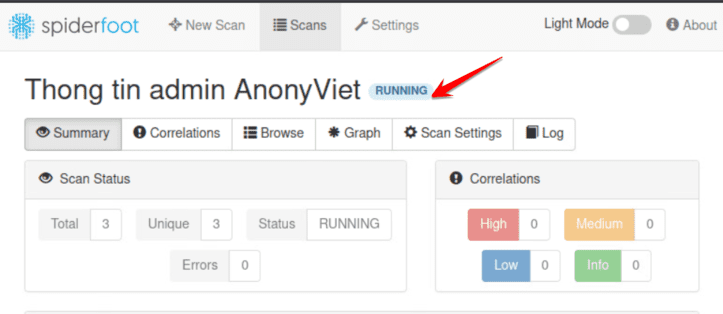 spiderfoot New Scan Scans Settings Light Mode About
Thong tin admin AnonyViet RUNNING
Summary Correlations Browse Graph Scan Settings Log
Scan Status
Total 3 Unique 3 Status RUNNING
Errors 0
Correlations
High 0 Medium 0
Low 0 Info 0